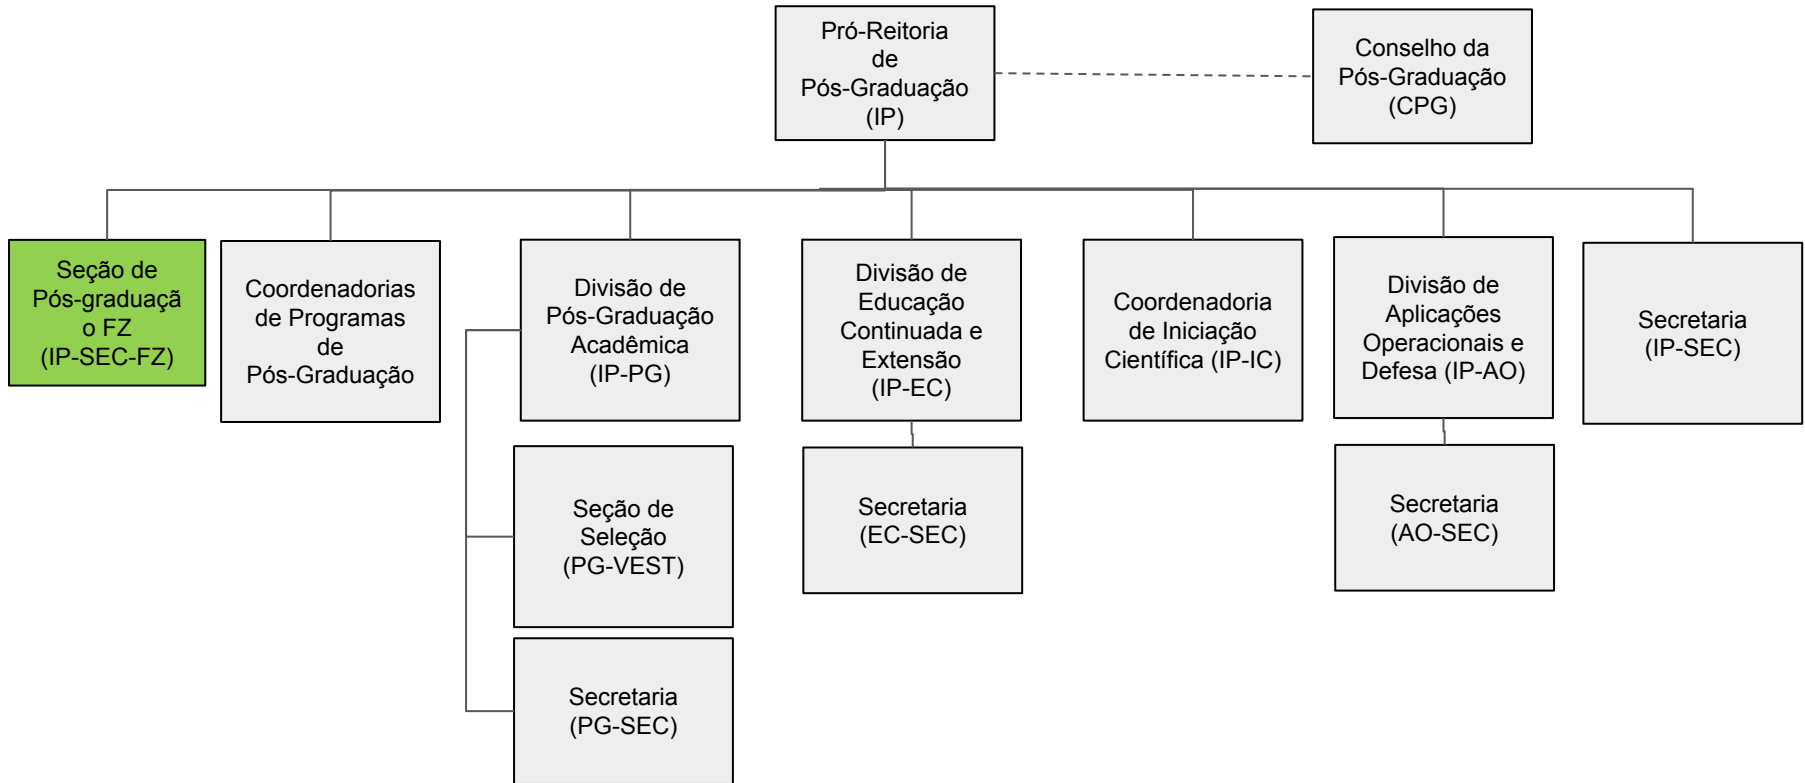 Pró-Reitoria
de
Pós-Graduação
(IP)
Conselho da
Pós-Graduação
(CPG)
Seção de
Pós-graduaçã
o FZ
(IP-SEC-FZ)
Coordenadorias
de Programas
de
Pós-Graduação
Divisão de
Pós-Graduação
Acadêmica
(IP-PG)
Divisão de
Educação
Continuada e
Extensão
(IP-EC)
Coordenadoria
de Iniciação
Científica (IP-IC)
Divisão de
Aplicações
Operacionais e
Defesa (IP-AO)
Secretaria
(IP-SEC)
Seção de
Seleção
(PG-VEST)
Secretaria
(EC-SEC)
Secretaria
(AO-SEC)
Secretaria
(PG-SEC)